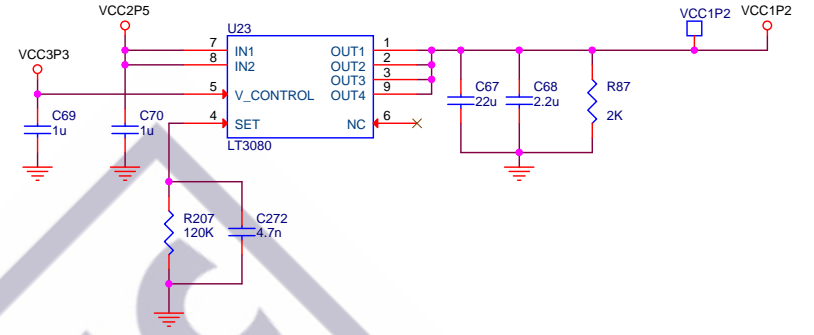 VCC2P5
VCC1P2
VCC1P2
U23
VCC3P3
7
IN1
OUT1
1
8
IN2
OUT2
2
OUT3
3
5
V_CONTROL
OUT4
9
4
SET
NC
6
LT3080
C69
1u
C70
1u
C67
22u
C68
2.2u
R87
2K
R207
120K
C272
4.7n